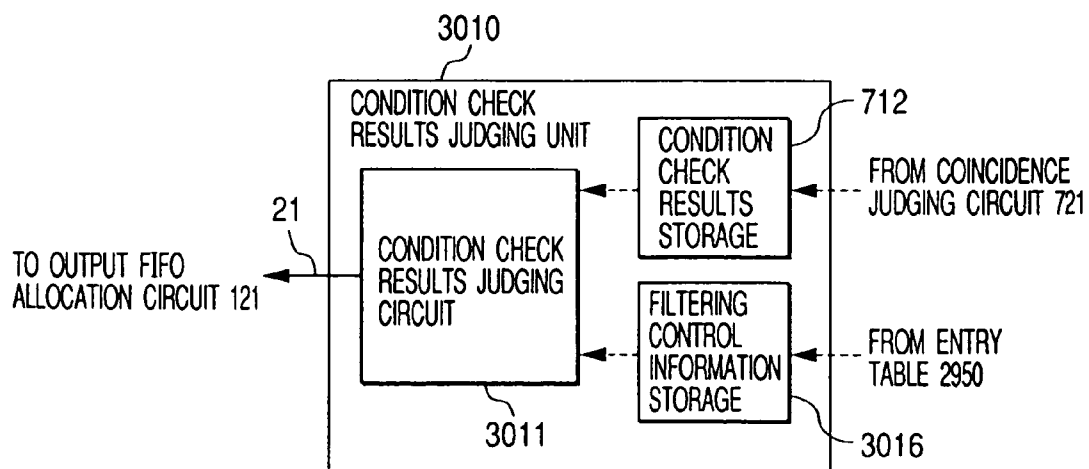 3010
CONDITION CHECK
RESULTS JUDGING UNIT
712
CONDITION
CHECK
RESULTS
STORAGE
FROM COINCIDENCE
JUDGING CIRCUIT 721
21
CONDITION CHECK
RESULTS JUDGING
CIRCUIT
TO OUTPUT FIFO
ALLOCATION CIRCUIT 121
FILTERING
CONTROL
INFORMATION
STORAGE
FROM ENTRY
TABLE 2950
3011
3016